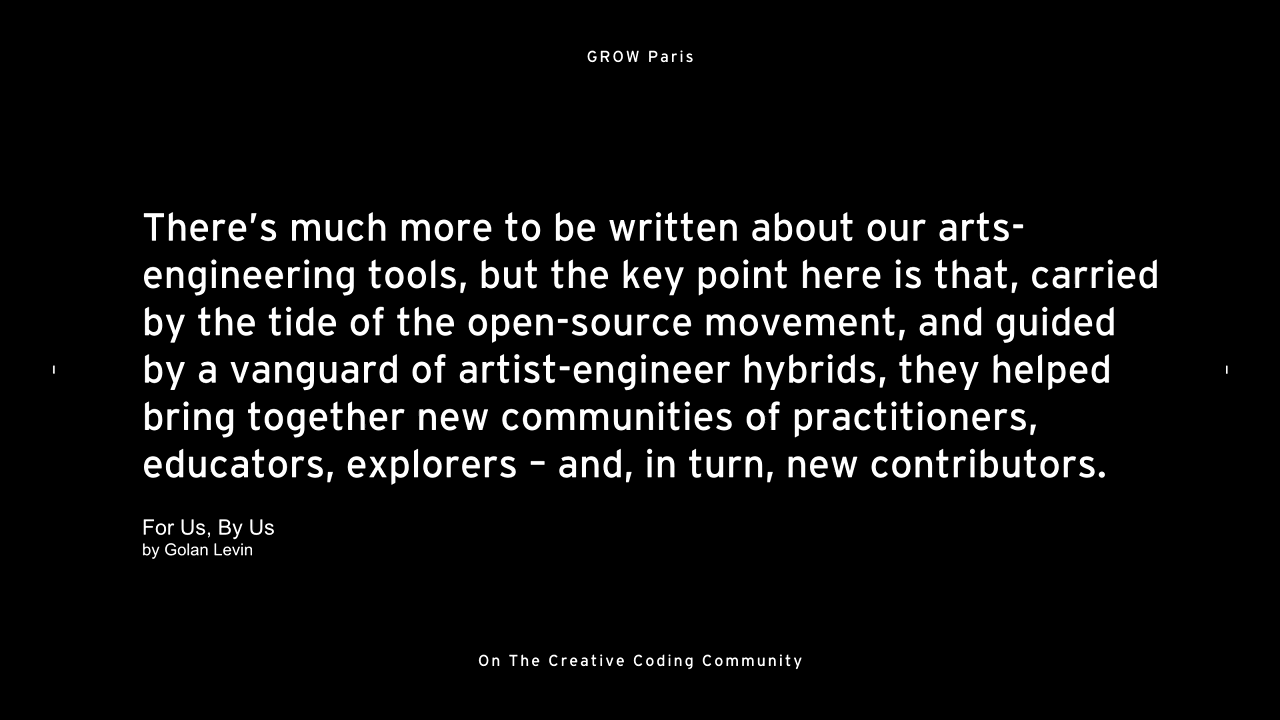 GROW Paris
There’s much more to be written about our arts-
engineering tools, but the key point here is that, carried
by the tide of the open-source movement, and guided
by a vanguard of artist-engineer hybrids, they helped
bring together new communities of practitioners,
educators, explorers – and, in turn, new contributors.
For Us, By Us
by Golan Levin
On The Creative Coding Community